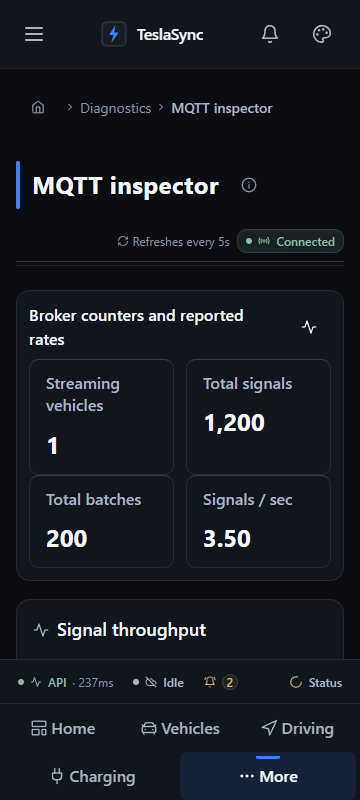 TeslaSync
Diagnostics
MQTT inspector
MQTT inspector
Refreshes every 5s
Connected
Broker counters and reported
rates
Streaming
vehicles
1
Total signals
1,200
Total batches
200
Signals / sec
3.50
Signal throughput
API · 237ms
Idle
2
Status
Home
Vehicles
Driving
Charging
More